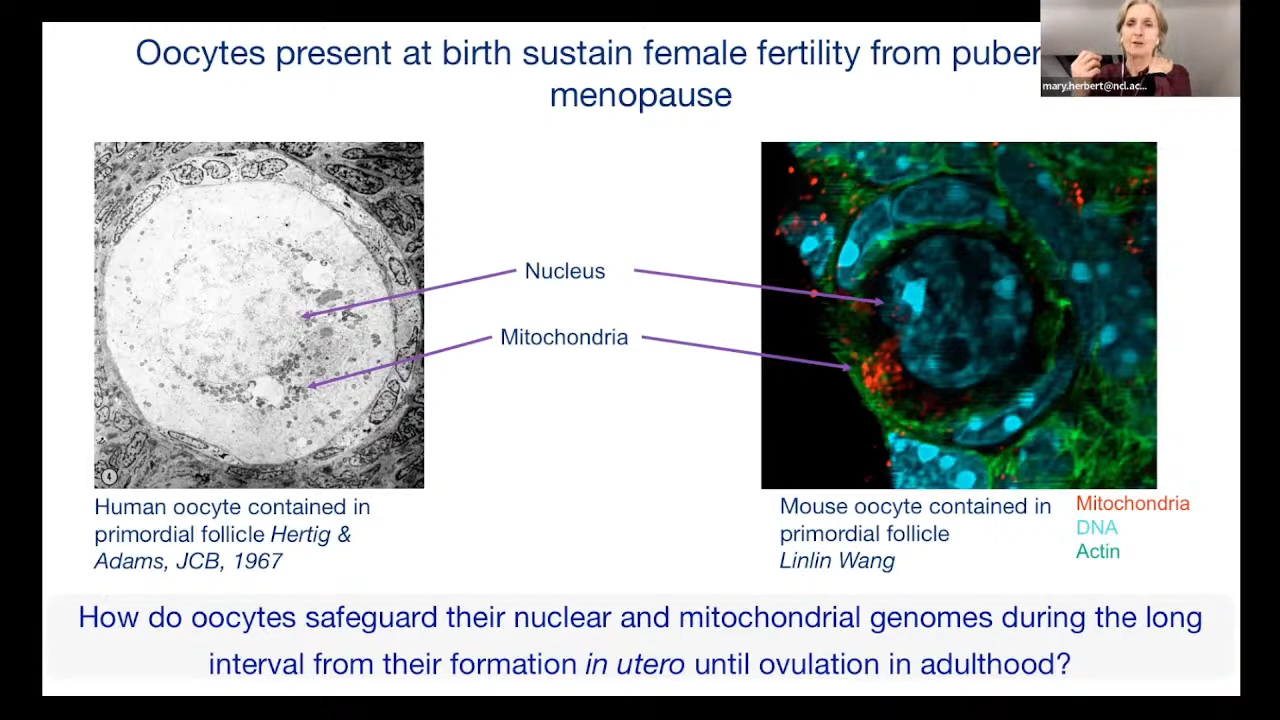 Oocytes present at birth sustain female fertility from puber
menopause
mary.herbert@ncl.ac...
Nucleus
Mitochondria
4
Human oocyte contained in
primordial follicle Hertig &
Adams, JCB, 1967
Mouse oocyte contained in
primordial follicle
Linlin Wang
Mitochondria
DNA
Actin
How do oocytes safeguard their nuclear and mitochondrial genomes during the long
interval from their formation in utero until ovulation in adulthood?